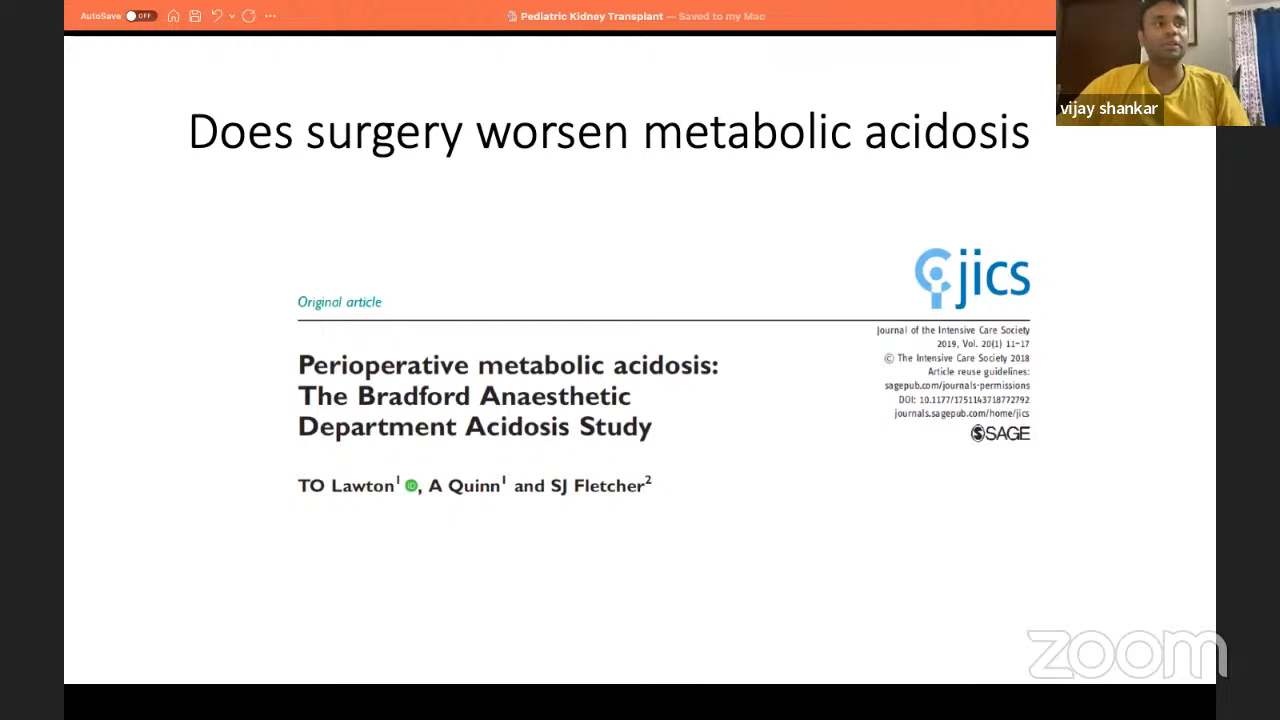 AutoSave OFF
Pediatric Kidney Transplant — Saved to my Mac
vijay shankar
Does surgery worsen metabolic acidosis
jics
Original article
Journal of the Intensive Care Society
2019, Vol. 20(1) 11–17
© The Intensive Care Society 2018
Article reuse guidelines:
sagepub.com/journals-permissions
DOI: 10.1177/1751143718772792
journals.sagepub.com/home/jics
SAGE
Perioperative metabolic acidosis:
The Bradford Anaesthetic
Department Acidosis Study
TO Lawton1 iD, A Quinn1 and SJ Fletcher2
zoom